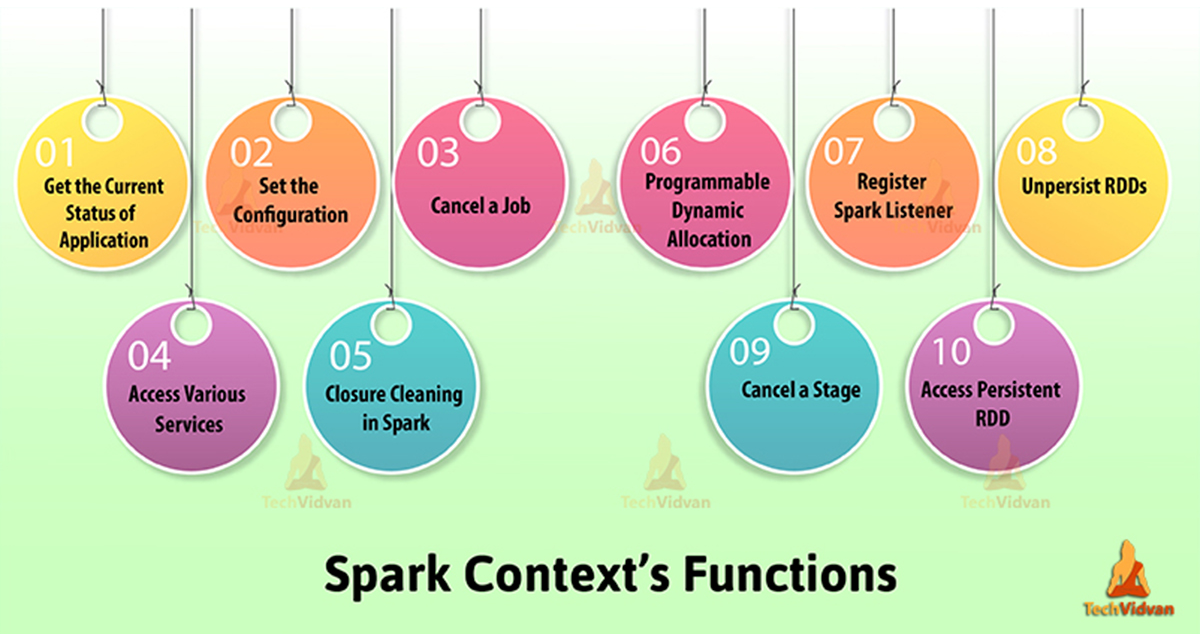 01
Get the Current
Status of
Application
02
Set the
Configuration
03
Cancel a Job
06
Programmable
Dynamic
Allocation
07
Register
Spark Listener
08
Unpersist RDDs
04
Access Various
Services
05
Closure Cleaning
in Spark
09
Cancel a Stage
10
Access Persistent
RDD
TechVidvan
TechVidvan
TechVidvan
TechVidvan
TechVidvan
TechVidvan
Spark Context's Functions
TechVidvan